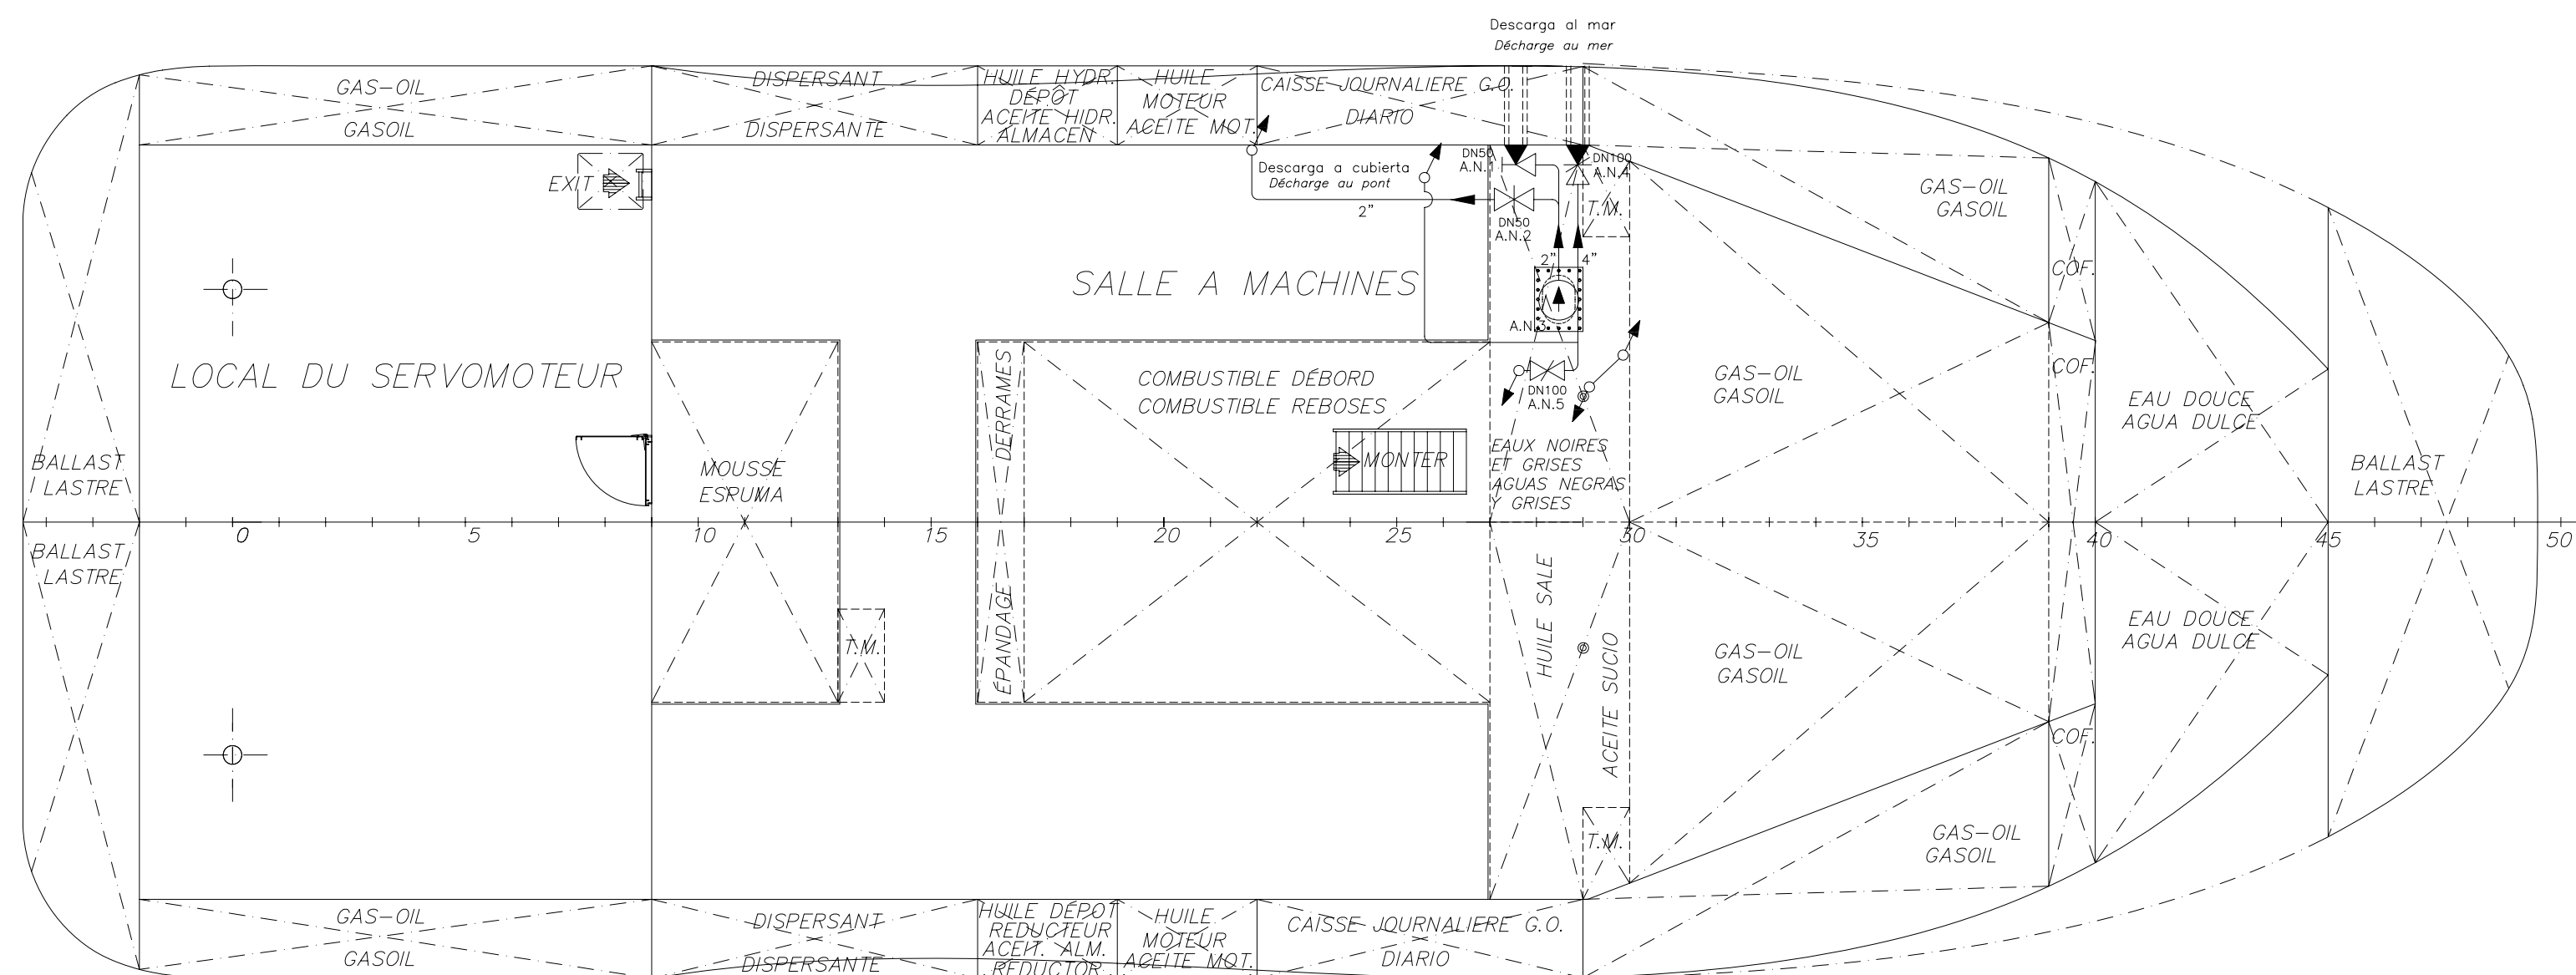 Descarga al mar
Décharge au mer
GAS-OIL
GASOIL
DISPERSANT
DISPERSANTE
HUILE HYDR.
DÉPÔT
ACEITE HIDR.
ALMACEN
HUILE
MOTEUR
ACEITE MOT.
CAISSE JOURNALIERE G.O.
DIARIO
EXIT
Descarga a cubierta
Décharge au pont
2"
DN50
A.N.1
DN100
A.N.4
T.M.
DN50
A.N.2
2"
4"
A.N.3
GAS-OIL
GASOIL
SALLE A MACHINES
LOCAL DU SERVOMOTEUR
COF.
COF.
COMBUSTIBLE DÉBORD
COMBUSTIBLE REBOSES
DERRAMES
ÉPANDAGE
DN100
A.N.5
GAS-OIL
GASOIL
EAU DOUCE
AGUA DULCE
MONTER
EAUX NOIRES
ET GRISES
AGUAS NEGRAS
Y GRISES
MOUSSE
ESPUMA
BALLAST
LASTRE
BALLAST
LASTRE
0
5
10
15
20
25
30
35
40
45
50
BALLAST
LASTRE
HUILE SALE
ACEITE SUCIO
T.M.
GAS-OIL
GASOIL
EAU DOUCE
AGUA DULCE
COF.
T.M.
GAS-OIL
GASOIL
GAS-OIL
GASOIL
DISPERSANT
DISPERSANTE
HUILE DÉPOT
REDUCTEUR
ACEIT. ALM.
REDUCTOR
HUILE
MOTEUR
ACEITE MOT.
CAISSE JOURNALIERE G.O.
DIARIO